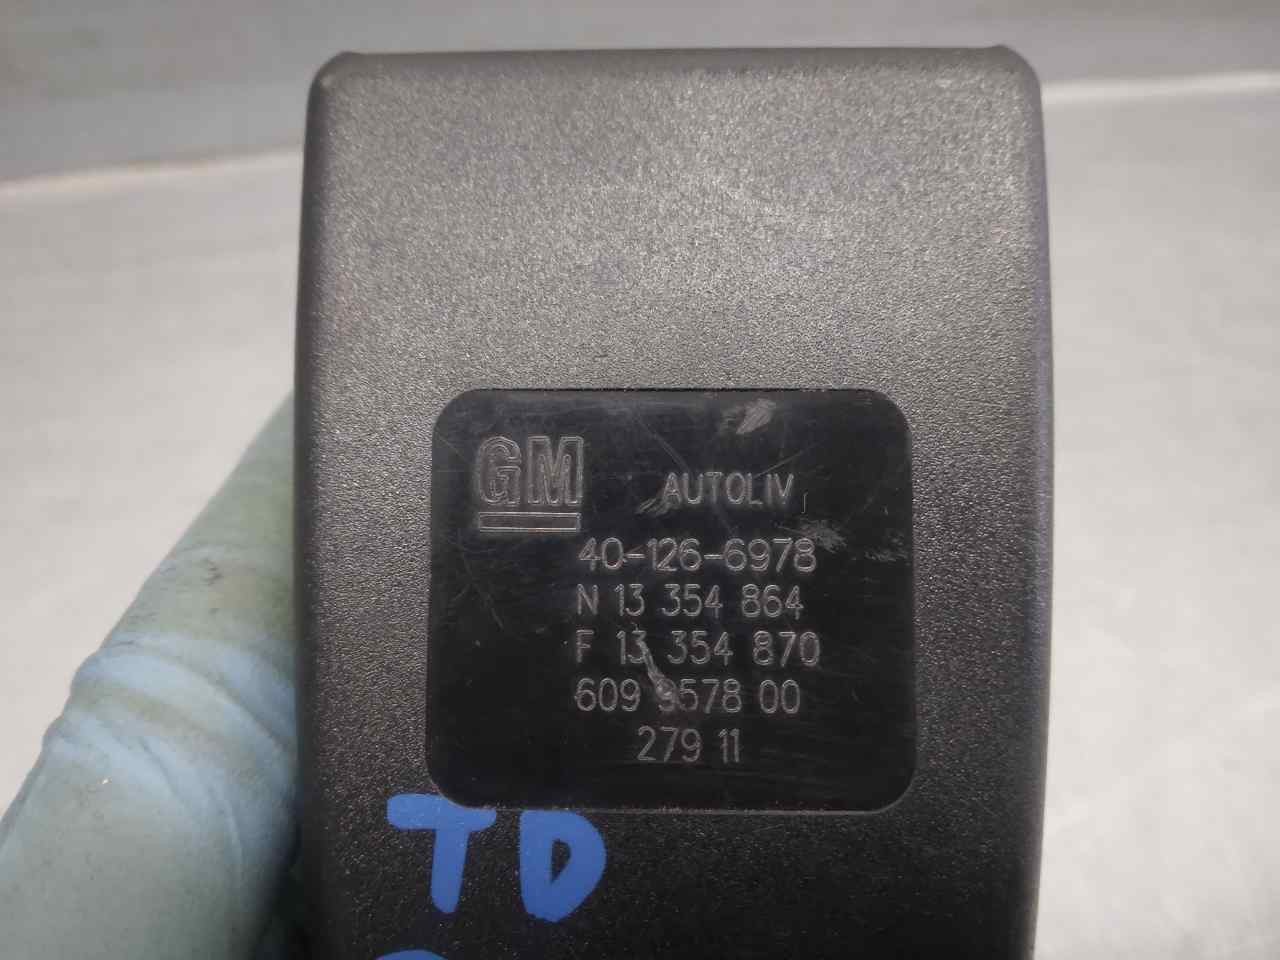 GM AUTOLIV
40-126-6978
N 13 354 864
F 13 354 870
609 9578 00
279 11
TD